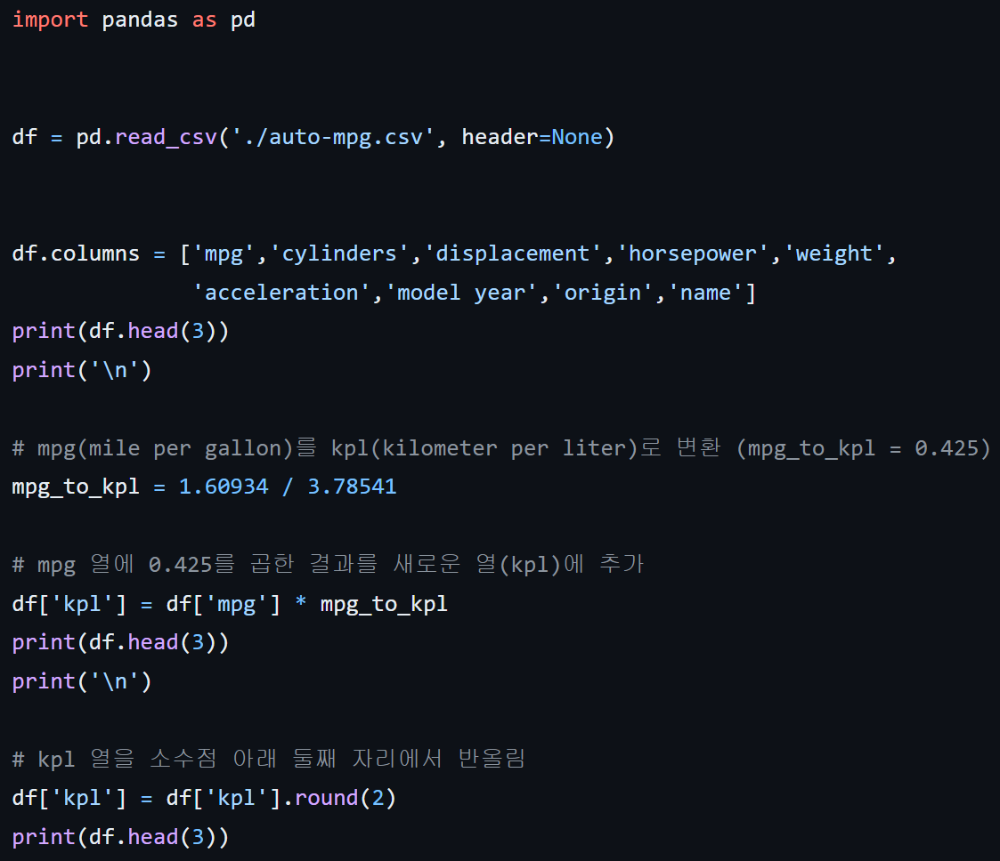 import pandas as pd
df = pd.read_csv('./auto-mpg.csv', header=None)
df.columns = ['mpg','cylinders','displacement','horsepower','weight',
              'acceleration','model year','origin','name']
print(df.head(3))
print('\n')
# mpg(mile per gallon)를 kpl(kilometer per liter)로 변환 (mpg_to_kpl = 0.425)
mpg_to_kpl = 1.60934 / 3.78541
# mpg 열에 0.425를 곱한 결과를 새로운 열(kpl)에 추가
df['kpl'] = df['mpg'] * mpg_to_kpl
print(df.head(3))
print('\n')
# kpl 열을 소수점 아래 둘째 자리에서 반올림
df['kpl'] = df['kpl'].round(2)
print(df.head(3))